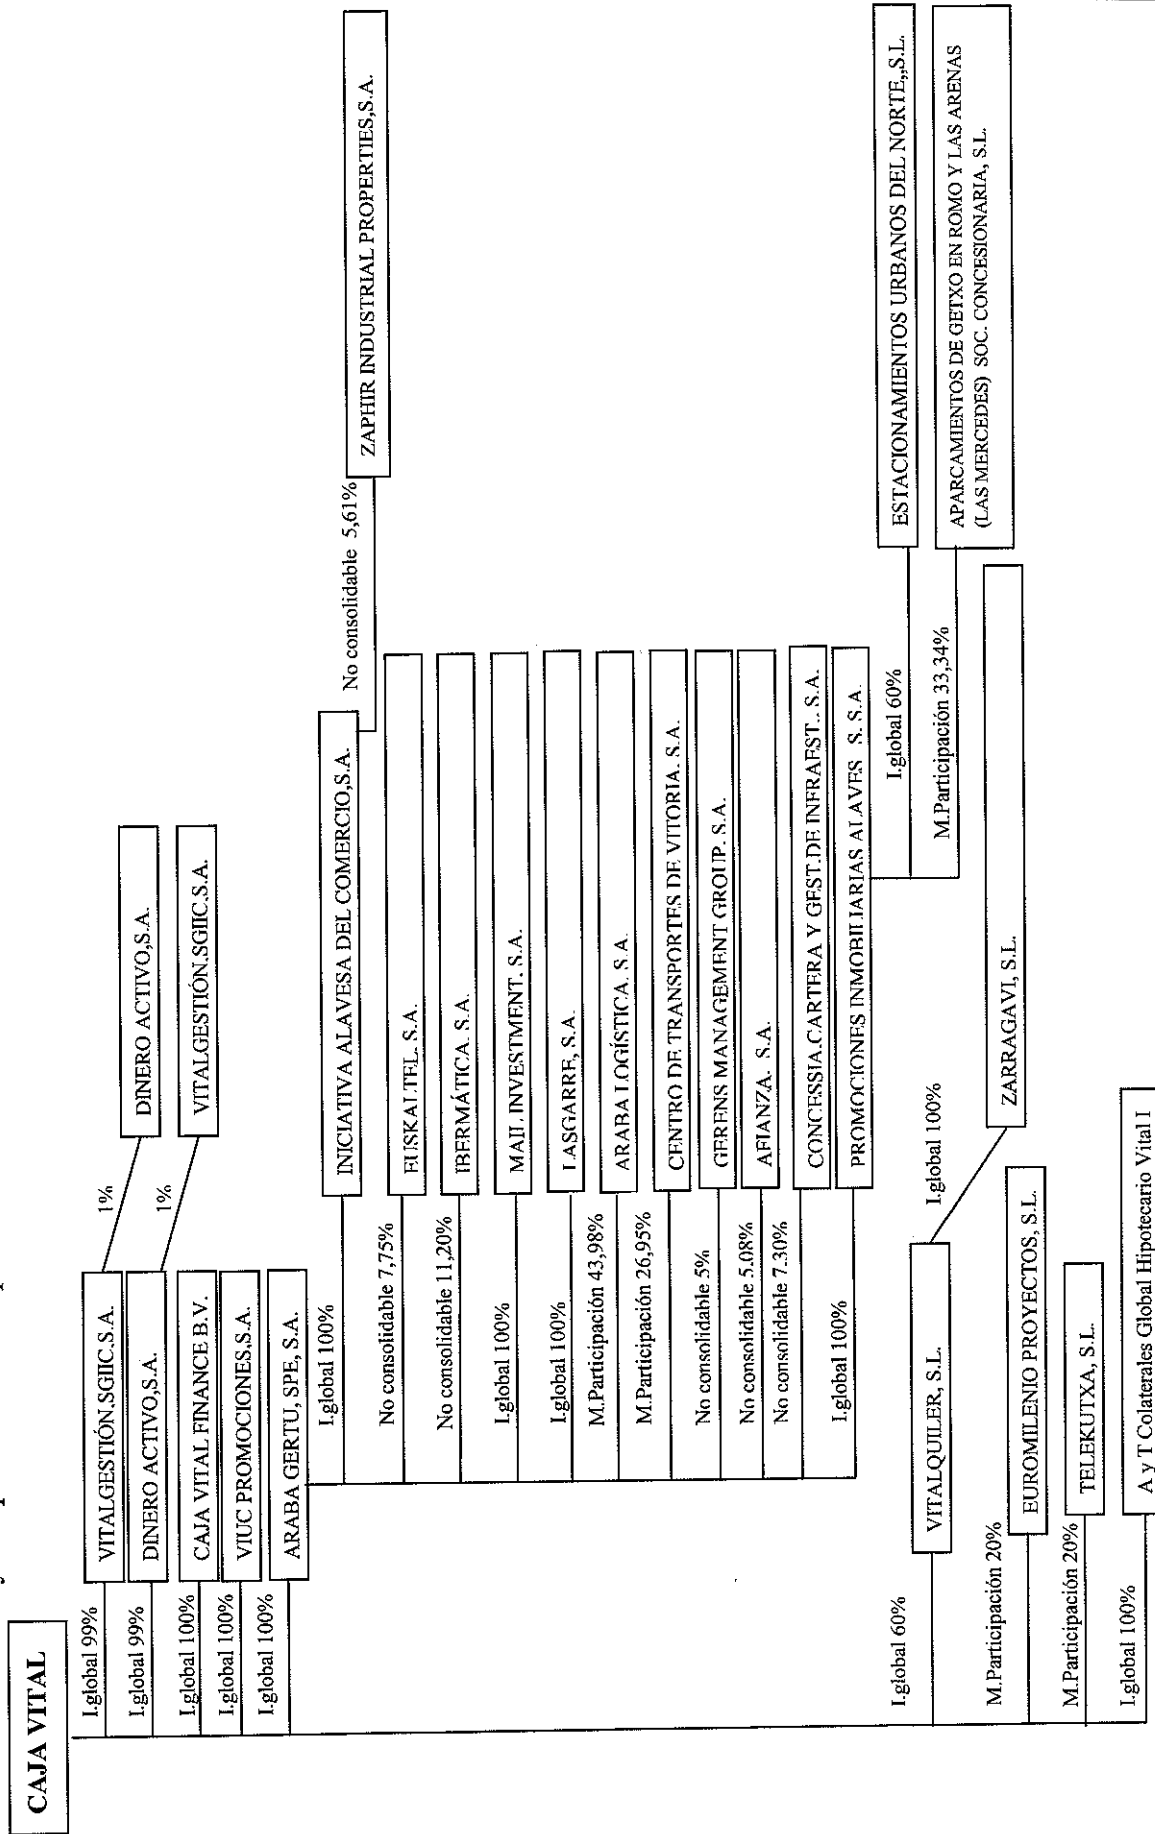 CAJA VITAL
I.global 99%
VITALGESTIÓN,SGIIC,S.A.
1%
DINERO ACTIVO,S.A.
I.global 99%
DINERO ACTIVO,S.A.
1%
VITALGESTIÓN,SGIIC,S.A.
I.global 100%
CAJA VITAL FINANCE B.V.
I.global 100%
VIUC PROMOCIONES,S.A.
I.global 100%
ARABA GERTU, SPE, S.A.
I.global 100%
INICIATIVA ALAVESA DEL COMERCIO,S.A.
No consolidable 5,61%
ZAPHIR INDUSTRIAL PROPERTIES,S.A.
No consolidable 7,75%
EUSKALTEL. S.A.
No consolidable 11,20%
IBERMÁTICA. S.A.
I.global 100%
MAIL INVESTMENT. S.A.
I.global 100%
LASGARRE, S.A.
M.Participación 43,98%
ARABA LOGÍSTICA. S.A.
M.Participación 26,95%
CENTRO DE TRANSPORTES DE VITORIA. S.A.
No consolidable 5%
GERENS MANAGEMENT GROUP. S.A.
No consolidable 5.08%
AFIANZA. S.A.
No consolidable 7.30%
CONCESSIA.CARTERA Y GEST.DE INFRAEST.. S.A.
I.global 100%
PROMOCIONES INMOBILIARIAS ALAVES S. S.A.
I.global 60%
ESTACIONAMIENTOS URBANOS DEL NORTE,,S.L.
M.Participación 33,34%
APARCAMIENTOS DE GETXO EN ROMO Y LAS ARENAS
(LAS MERCEDES) SOC. CONCESIONARIA, S.L.
I.global 60%
VITALQUILER, S.L.
I.global 100%
ZARRAGAVI, S.L.
M.Participación 20%
EUROMILENIO PROYECTOS, S.L.
M.Participación 20%
TELEKUTXA, S.L.
I.global 100%
A y T Colaterales Global Hipotecario Vital I